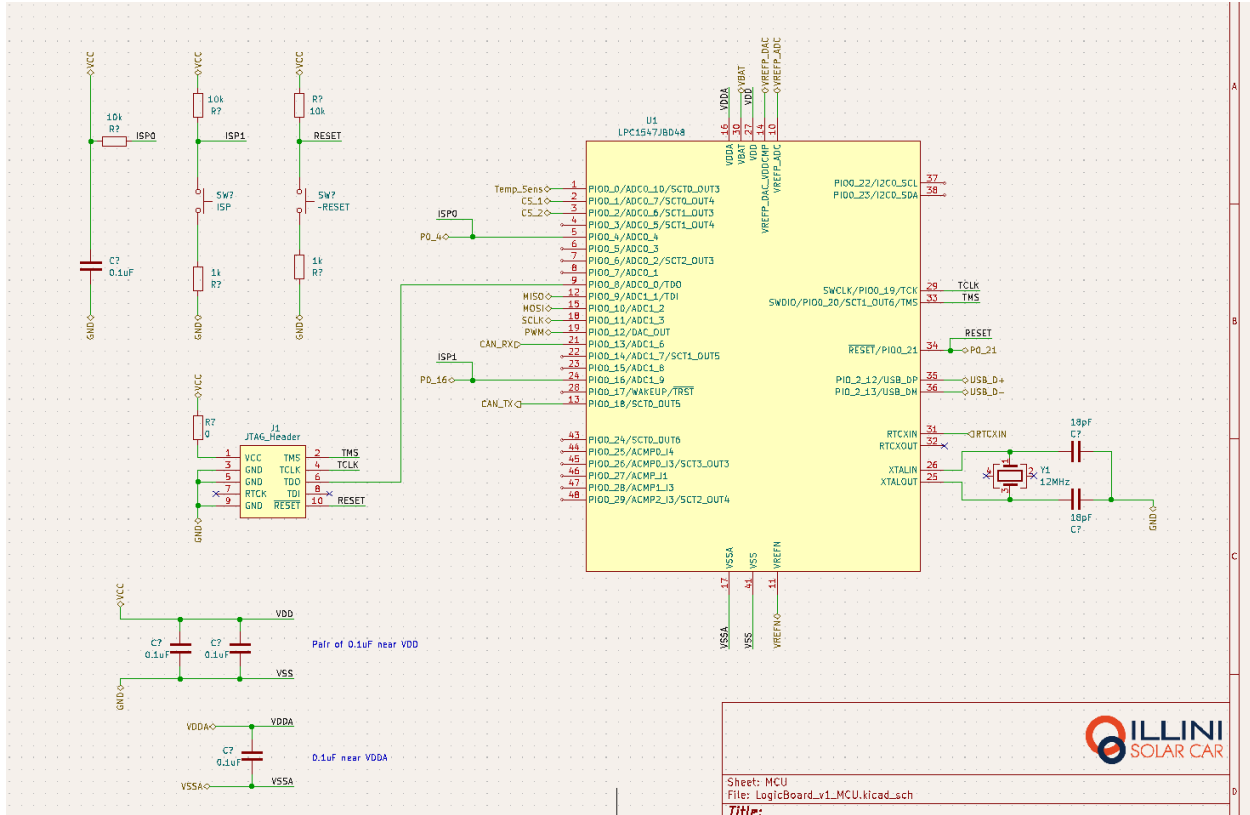 VCC
VCC
VCC
10k
R?
ISP0
10k
R?
ISP1
R?
10k
RESET
SW?
ISP
SW?
-RESET
C?
0.1uF
1k
R?
1k
R?
GND
GND
GND
VCC
R?
0
J1
JTAG_Header
1 VCC TMS 2 TMS
3 GND TCLK 4 TCLK
5 GND TDO 6
7 RTCK TDI 8
9 GND RESET 10 RESET
GND
VCC
VDD
C?
0.1uF
C?
0.1uF
Pair of 0.1uF near VDD
VSS
GND
VDDA
VDDA
C?
0.1uF
0.1uF near VDDA
VSSA
VSSA
U1
LPC1547JBD48
VDDA
VBAT
VDD
VREFP_DAC
VREFP_ADC
16
30
27
14
10
VDDA
VBAT
VDD
VREFP_DAC_VDDCMP
VREFP_ADC
Temp_Sens 1 PIO0_0/ADC0_10/SCT0_OUT3
CS_1 2 PIO0_1/ADC0_7/SCT0_OUT4
CS_2 3 PIO0_2/ADC0_6/SCT1_OUT3
4 PIO0_3/ADC0_5/SCT1_OUT4
ISP0
P0_4 5 PIO0_4/ADC0_4
6 PIO0_5/ADC0_3
7 PIO0_6/ADC0_2/SCT2_OUT3
8 PIO0_7/ADC0_1
9 PIO0_8/ADC0_0/TDO
MISO 12 PIO0_9/ADC1_1/TDI
MOSI 15 PIO0_10/ADC1_2
SCLK 18 PIO0_11/ADC1_3
PWM 19 PIO0_12/DAC_OUT
CAN_RX 21 PIO0_13/ADC1_6
22 PIO0_14/ADC1_7/SCT1_OUT5
23 PIO0_15/ADC1_8
ISP1
P0_16 24 PIO0_16/ADC1_9
28 PIO0_17/WAKEUP/TRST
CAN_TX 13 PIO0_18/SCT0_OUT5
43 PIO0_24/SCT0_OUT6
44 PIO0_25/ACMP0_I4
45 PIO0_26/ACMP0_I3/SCT3_OUT3
46 PIO0_27/ACMP_I1
47 PIO0_28/ACMP1_I3
48 PIO0_29/ACMP2_I3/SCT2_OUT4
PIO0_22/I2C0_SCL 37
PIO0_23/I2C0_SDA 38
SWCLK/PIO0_19/TCK 29 TCLK
SWDIO/PIO0_20/SCT1_OUT6/TMS 33 TMS
RESET
RESET/PIO0_21 34 P0_21
PIO_2_12/USB_DP 35 USB_D+
PIO_2_13/USB_DM 36 USB_D-
RTCXIN 31 RTCXIN
RTCXOUT 32
XTALIN 26
XTALOUT 25
18pF
C?
1
4
2
3
Y1
12MHz
18pF
C?
GND
VSSA
VSS
VREFN
17
41
11
VSSA
VSS
VREFN
A
B
C
D
ILLINI
SOLAR CAR
Sheet: MCU
File: LogicBoard_v1_MCU.kicad_sch
Title: